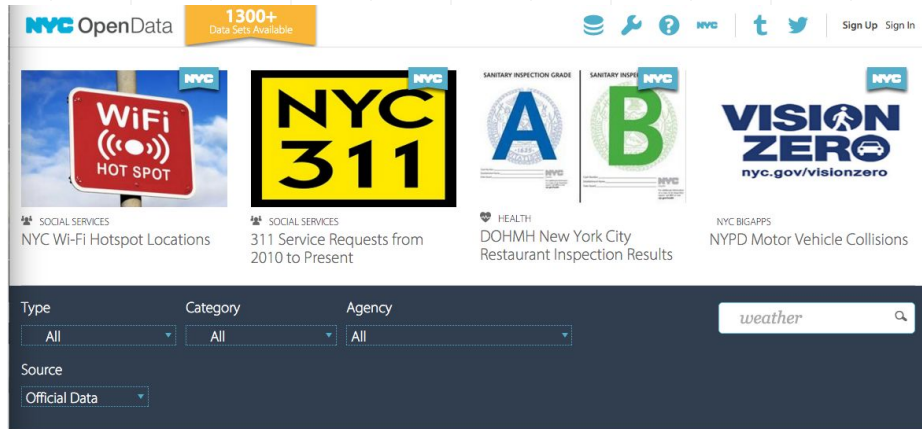 NYC OpenData
1300+
Data Sets Available
NYC
Sign Up Sign In
NYC
WiFi
HOT SPOT
SOCIAL SERVICES
NYC Wi-Fi Hotspot Locations
NYC
NYC
311
SOCIAL SERVICES
311 Service Requests from
2010 to Present
SANITARY INSPECTION GRADE
A
SANITARY INSPE
NYC
B
NYC
HEALTH
DOHMH New York City
Restaurant Inspection Results
NYC
VISION
ZERO
nyc.gov/visionzero
NYC BIGAPPS
NYPD Motor Vehicle Collisions
Type
All
Category
All
Agency
All
weather
Source
Official Data